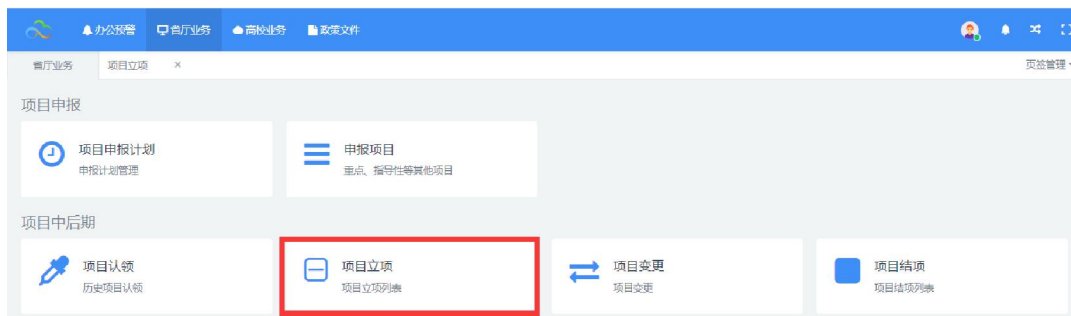 办公预警 省厅业务 高校业务 政策文件
省厅业务 项目立项 × 页签管理
项目申报
项目申报计划 申报项目
申报计划管理 重点、指导性等其他项目
项目中后期
项目认领 项目立项 项目变更 项目结项
历史项目认领 项目立项列表 项目变更 项目结项列表